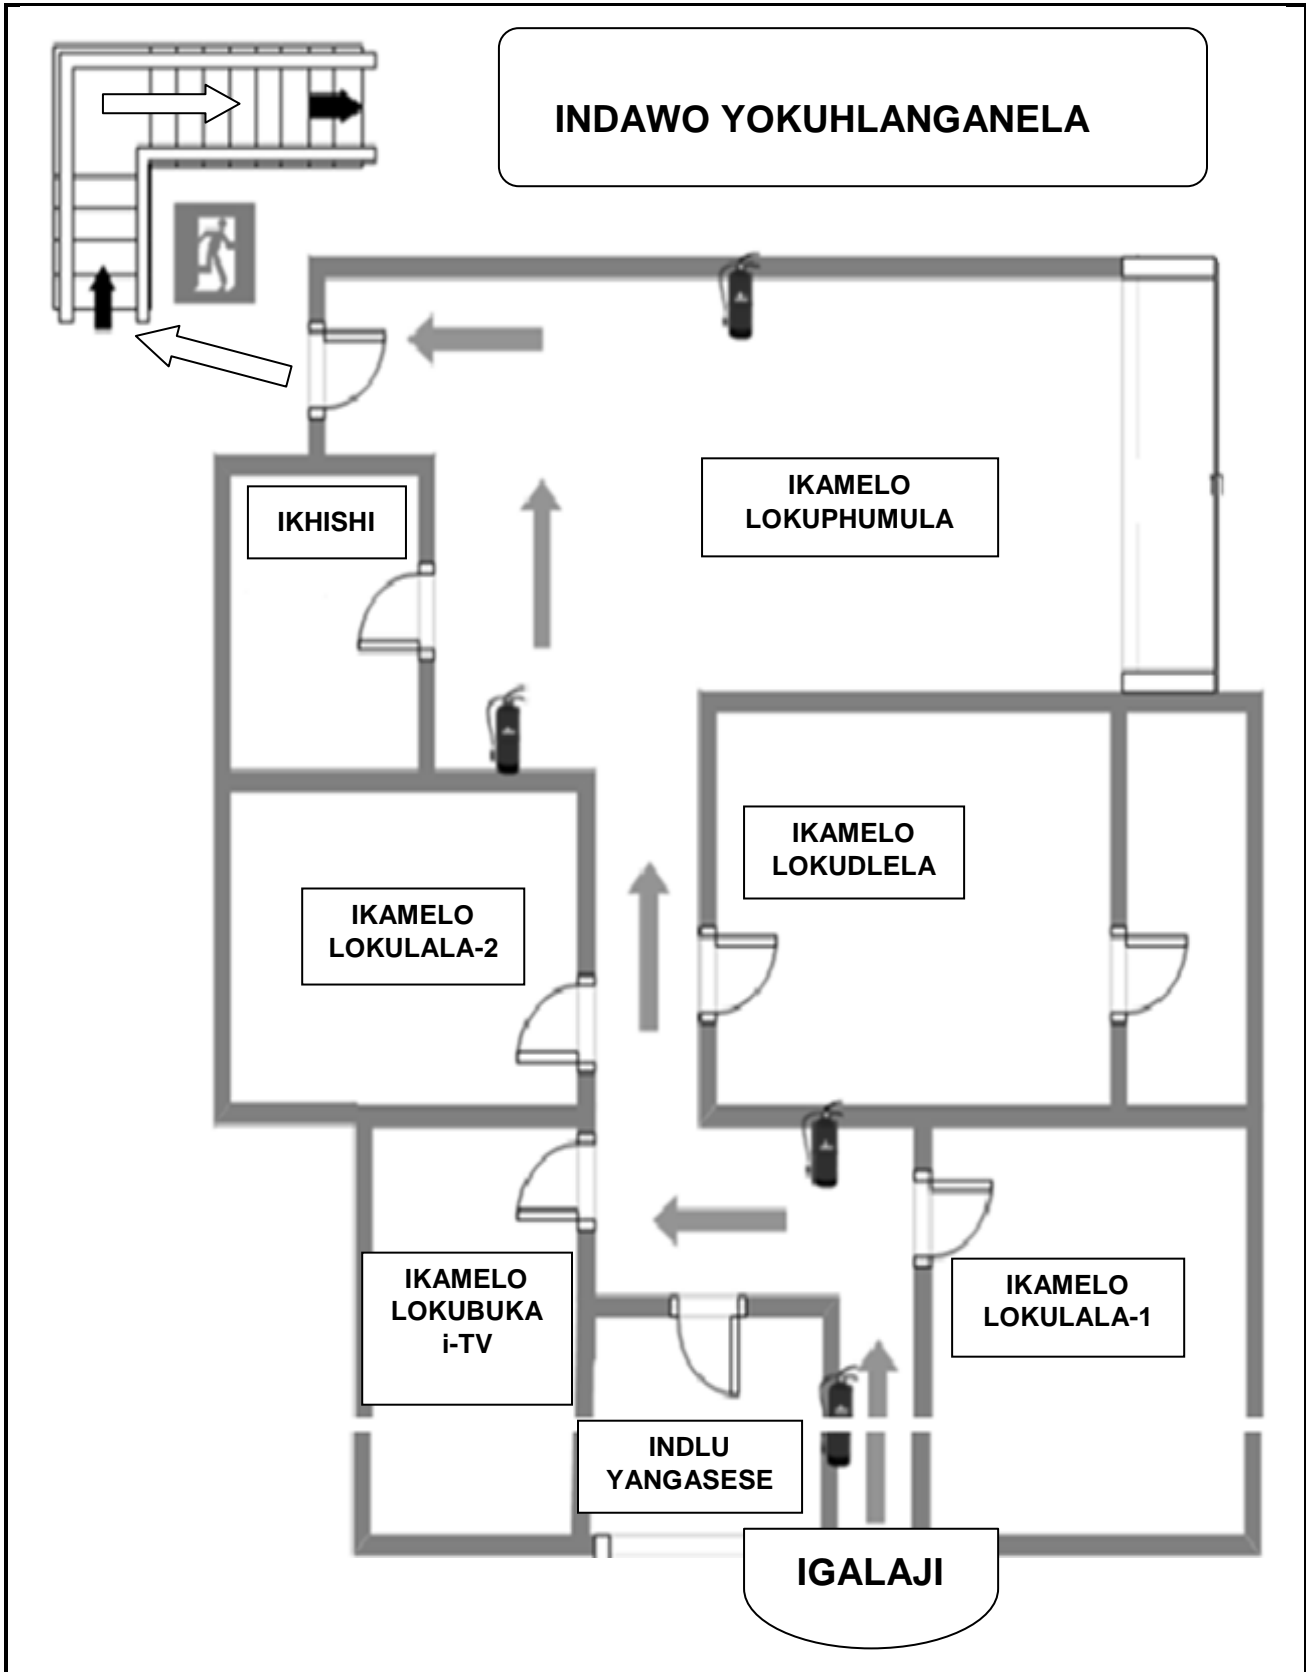 INDAWO YOKUHLANGANELA
IKHISHI
IKAMELO
LOKUPHUMULA
IKAMELO
LOKUDLELA
IKAMELO
LOKULALA-2
IKAMELO
LOKUBUKA
i-TV
IKAMELO
LOKULALA-1
INDLU
YANGASESE
IGALAJI